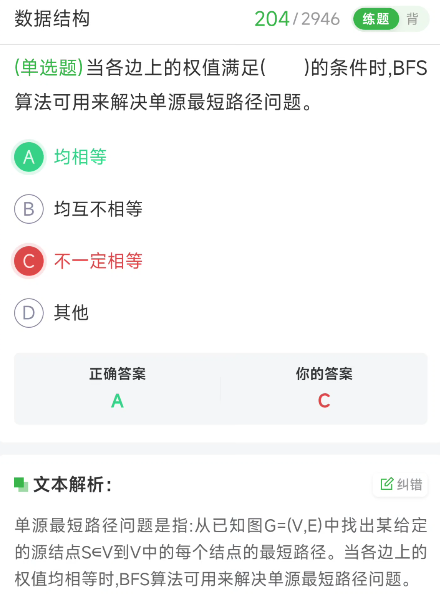 数据结构 204/2946 练题 背
(单选题)当各边上的权值满足( )的条件时,BFS
算法可用来解决单源最短路径问题。
A 均相等
B 均互不相等
C 不一定相等
D 其他
正确答案 你的答案
A C
文本解析: 纠错
单源最短路径问题是指:从已知图G=(V,E)中找出某给定
的源结点S∈V到V中的每个结点的最短路径。当各边上的
权值均相等时,BFS算法可用来解决单源最短路径问题。